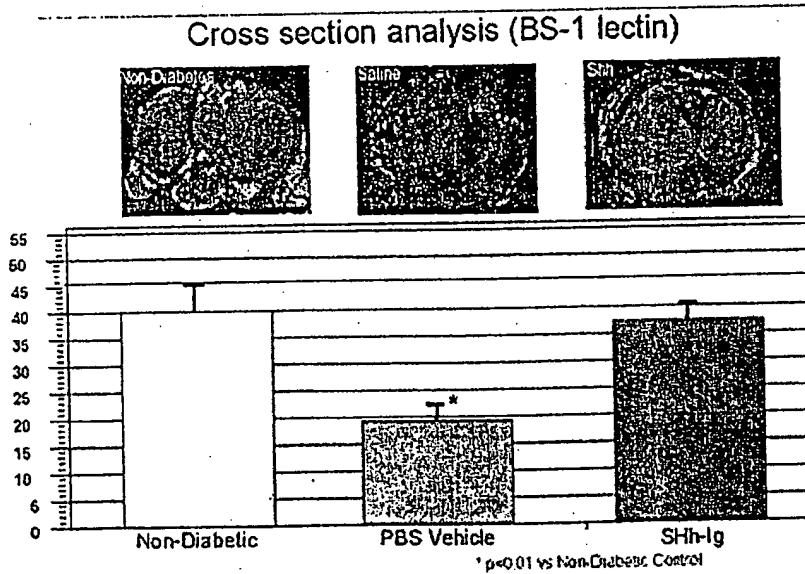 Cross section analysis (BS-1 lectin)
Non-Diabetes
Saline
Shh
55
50
45
40
35
30
25
20
15
10
6
0
*
Non-Diabetic
PBS Vehicle
SHh-Ig
* p<0.01 vs Non-Diabetic Control